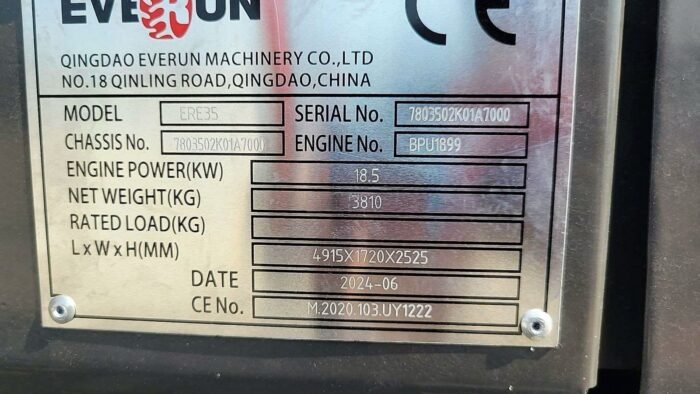 EVERUN CE
QINGDAO EVERUN MACHINERY CO.,LTD
NO.18 QINLING ROAD,QINGDAO,CHINA
MODEL ERE35 SERIAL No. 7803502K01A7000
CHASSIS No. 7803502K01A7000 ENGINE No. BPU1899
ENGINE POWER(KW) 18.5
NET WEIGHT(KG) 3810
RATED LOAD(KG)
L x W x H(MM) 4915X1720X2525
DATE 2024-06
CE No. M.2020.103.UY1222